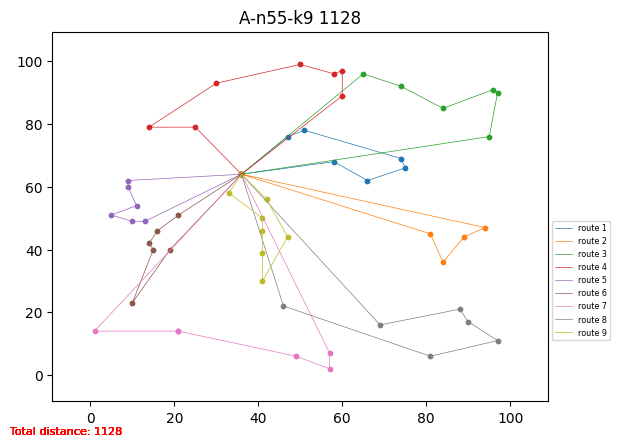 A-n55-k9 1128
100
80
60
40
20
0
0 20 40 60 80 100
route 1
route 2
route 3
route 4
route 5
route 6
route 7
route 8
route 9
Total distance: 1128